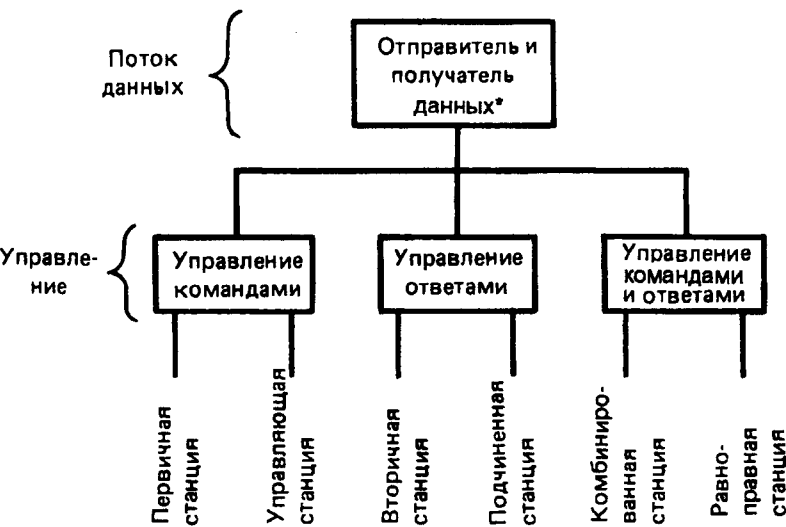 Поток
данных
Отправитель и
получатель
данных*
Управле-
ние
Управление
командами
Управление
ответами
Управление
командами
и ответами
Первичная
станция
Управляющая
станция
Вторичная
станция
Подчиненная
станция
Комбиниро-
ванная
станция
Равно-
правная
станция